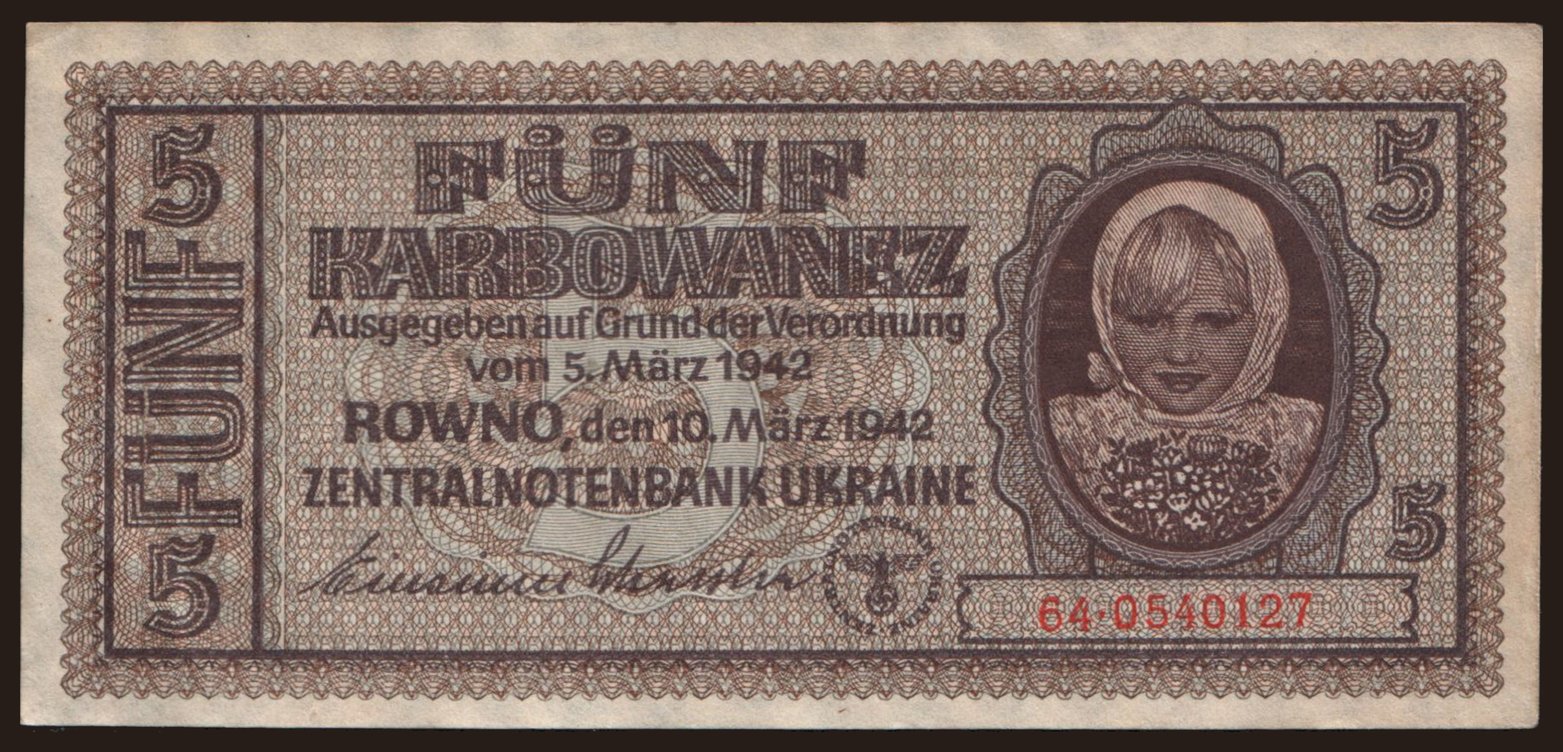 5 FÜNF 5
FÜNF
KARBOWANEZ
Ausgegeben auf Grund der Verordnung
vom 5. März 1942
ROWNO, den 10. März 1942
ZENTRALNOTENBANK UKRAINE
5
5
5
64·0540127